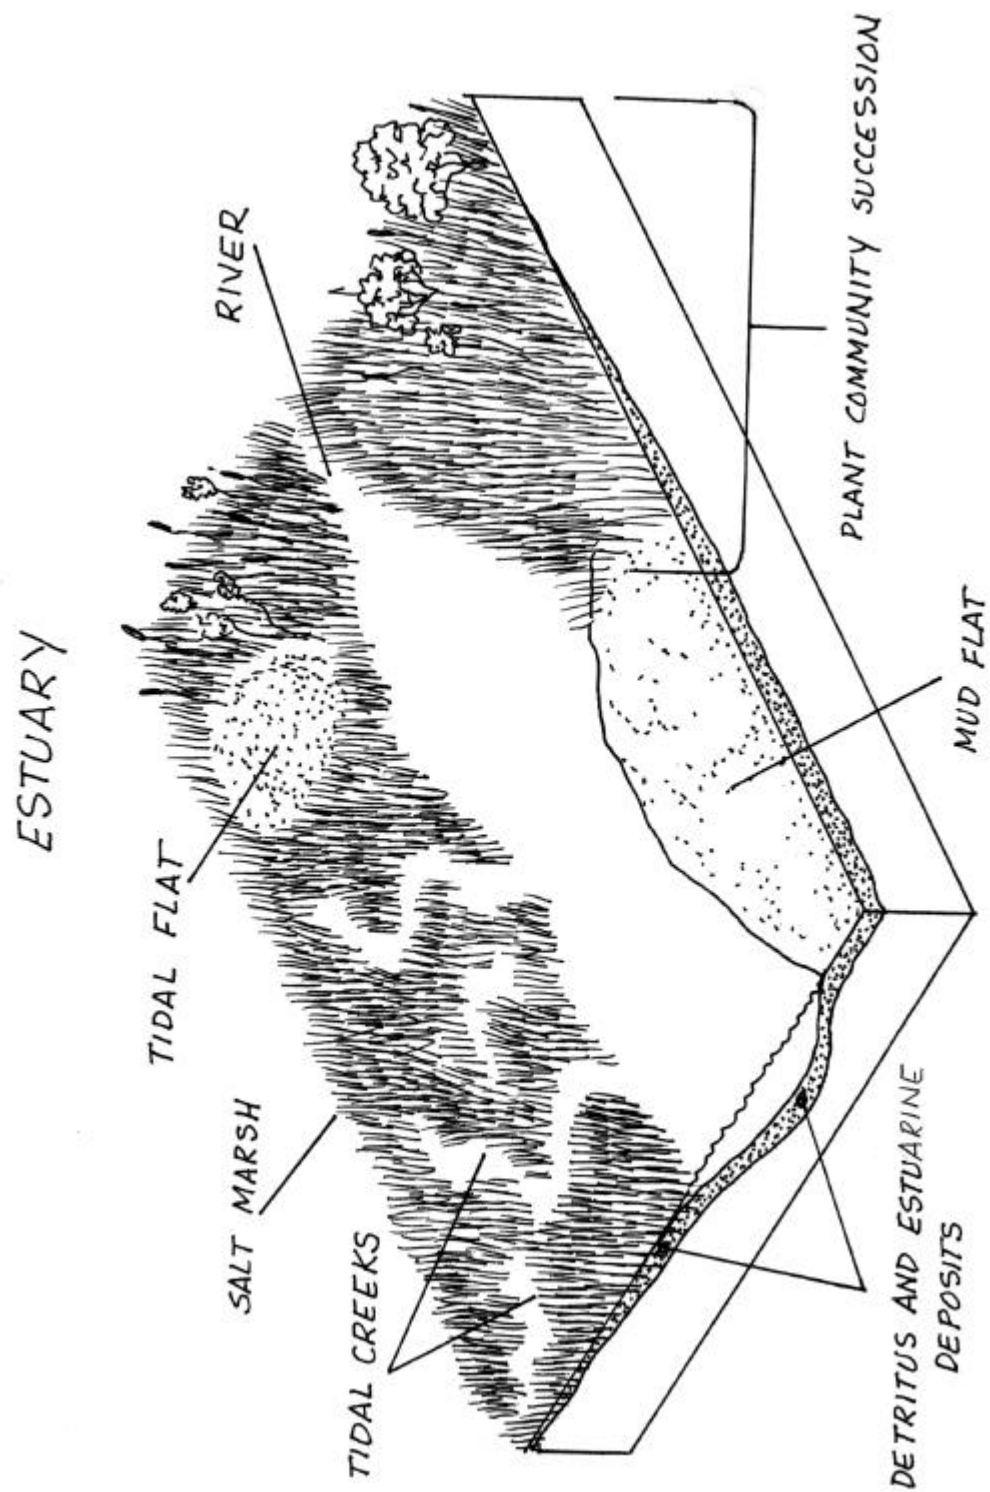 ESTUARY
TIDAL FLAT
RIVER
SALT MARSH
TIDAL CREEKS
PLANT COMMUNITY SUCCESSION
MUD FLAT
DETRITUS AND ESTUARINE
DEPOSITS